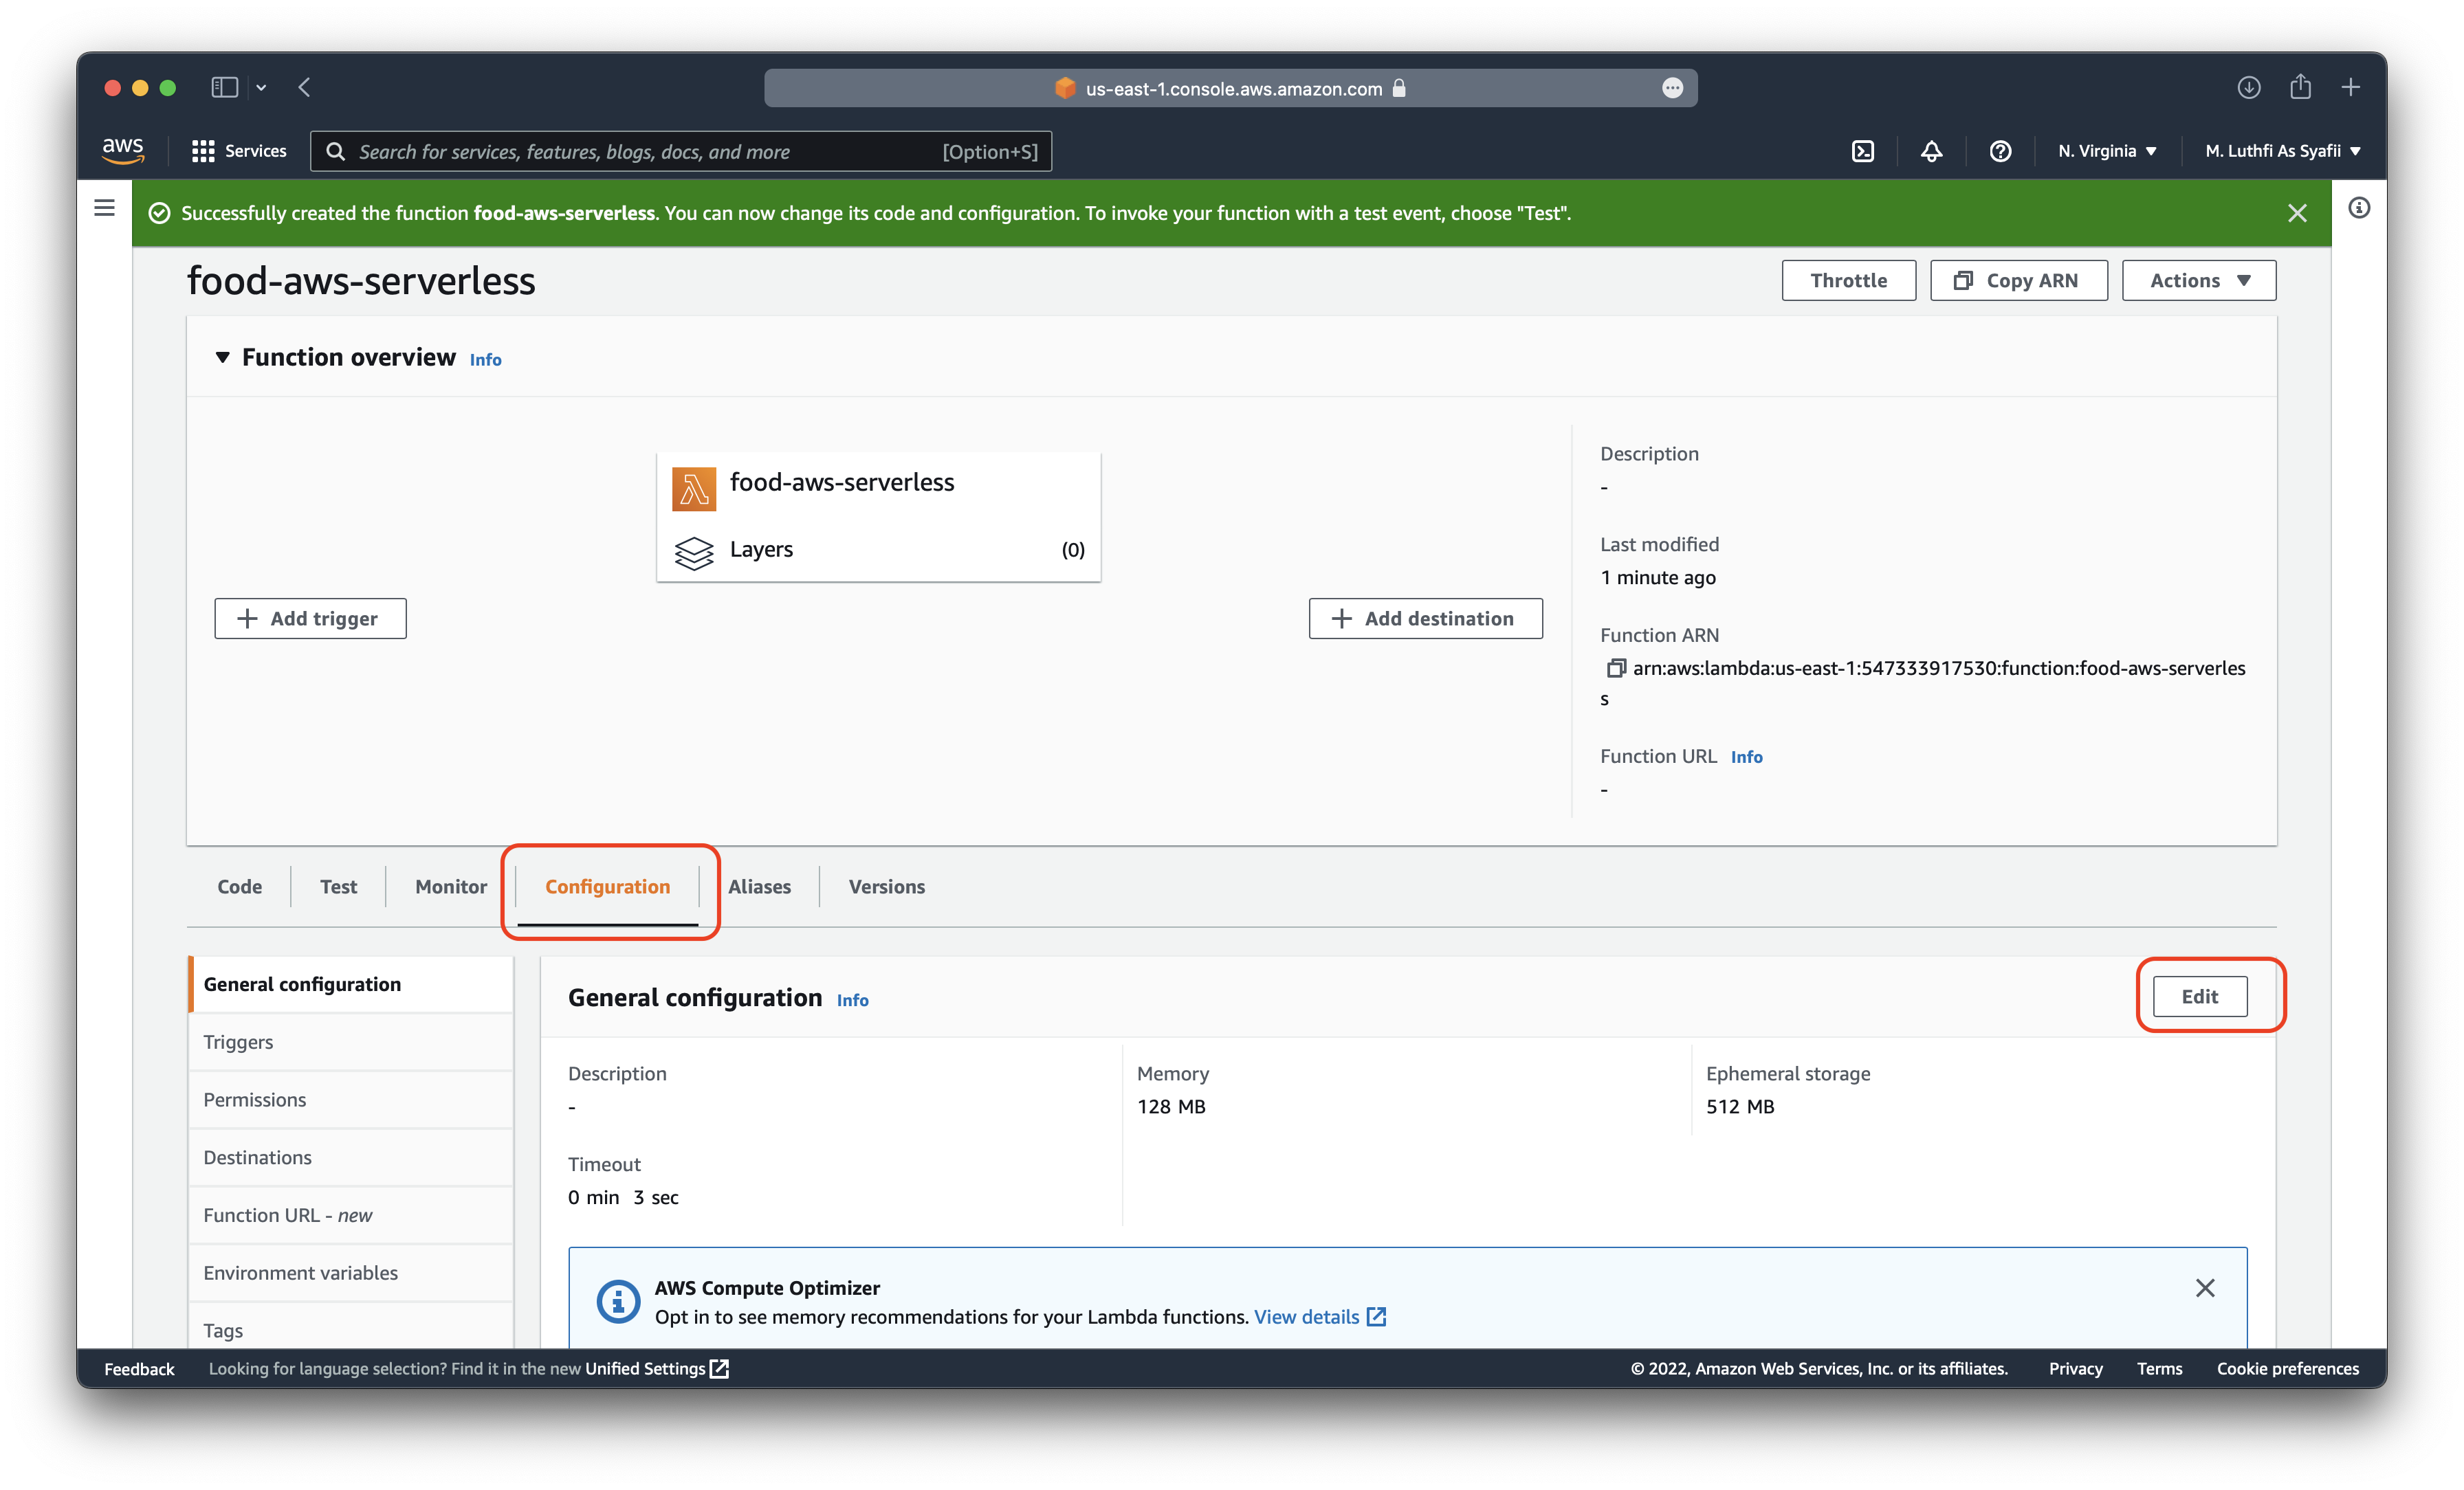 us-east-1.console.aws.amazon.com
aws Services Search for services, features, blogs, docs, and more [Option+S] N. Virginia M. Luthfi As Syafii
Successfully created the function food-aws-serverless. You can now change its code and configuration. To invoke your function with a test event, choose "Test".
food-aws-serverless
Throttle Copy ARN Actions
Function overview Info
food-aws-serverless
Layers (0)
Add trigger
Add destination
Description
-
Last modified
1 minute ago
Function ARN
arn:aws:lambda:us-east-1:547333917530:function:food-aws-serverles
s
Function URL Info
-
Code Test Monitor Configuration Aliases Versions
General configuration
Triggers
Permissions
Destinations
Function URL - new
Environment variables
Tags
General configuration Info
Edit
Description
-
Memory
128 MB
Ephemeral storage
512 MB
Timeout
0 min 3 sec
AWS Compute Optimizer
Opt in to see memory recommendations for your Lambda functions. View details
Feedback Looking for language selection? Find it in the new Unified Settings © 2022, Amazon Web Services, Inc. or its affiliates. Privacy Terms Cookie preferences